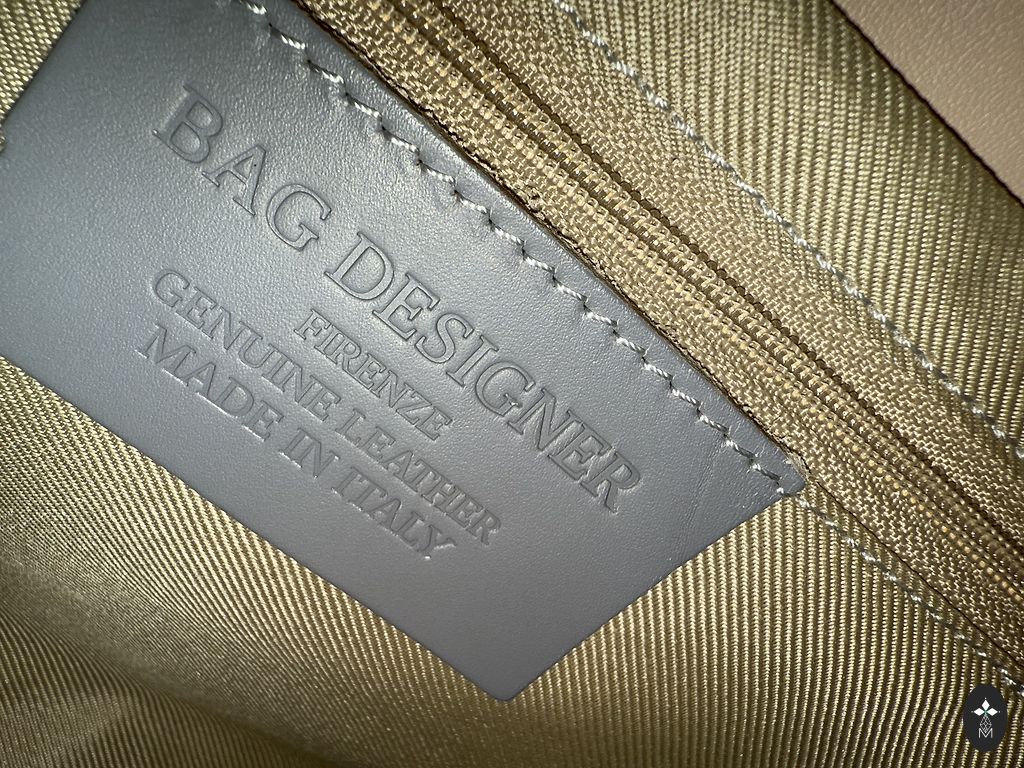 BAG DESIGNER
FIRENZE
GENUINE LEATHER
MADE IN ITALY